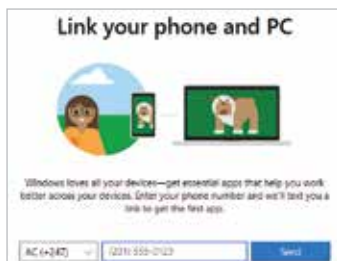 Link your phone and PC
Windows loves all your devices—get essential apps that help you work
better across your devices. Enter your phone number and we'll text you a
link to get the first app.
AC (+247) (201) 555-0123 Send